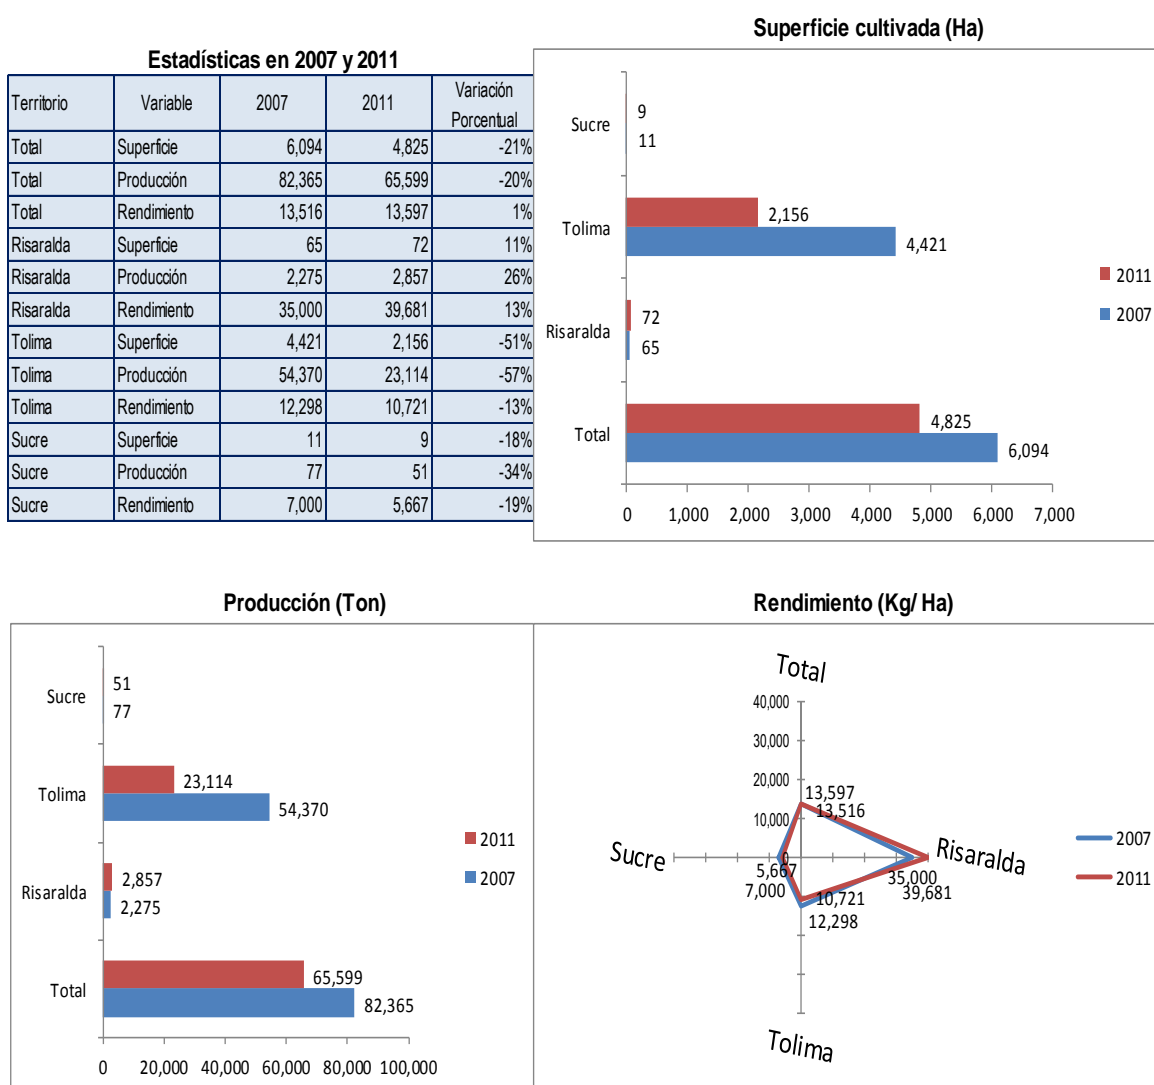 Estadísticas en 2007 y 2011
Territorio Variable 2007 2011 Variación Porcentual
Total Superficie 6,094 4,825 -21%
Total Producción 82,365 65,599 -20%
Total Rendimiento 13,516 13,597 1%
Risaralda Superficie 65 72 11%
Risaralda Producción 2,275 2,857 26%
Risaralda Rendimiento 35,000 39,681 13%
Tolima Superficie 4,421 2,156 -51%
Tolima Producción 54,370 23,114 -57%
Tolima Rendimiento 12,298 10,721 -13%
Sucre Superficie 11 9 -18%
Sucre Producción 77 51 -34%
Sucre Rendimiento 7,000 5,667 -19%
Superficie cultivada (Ha)
Sucre
9
11
Tolima
2,156
4,421
Risaralda
72
65
Total
4,825
6,094
0 1,000 2,000 3,000 4,000 5,000 6,000 7,000
2011
2007
Producción (Ton)
Sucre
51
77
Tolima
23,114
54,370
Risaralda
2,857
2,275
Total
65,599
82,365
0 20,000 40,000 60,000 80,000 100,000
2011
2007
Rendimiento (Kg/ Ha)
Total
40,000
30,000
20,000
10,000
0
13,597
13,516
Sucre
Risaralda
5,667
7,000
35,000
39,681
10,721
12,298
Tolima
2007
2011